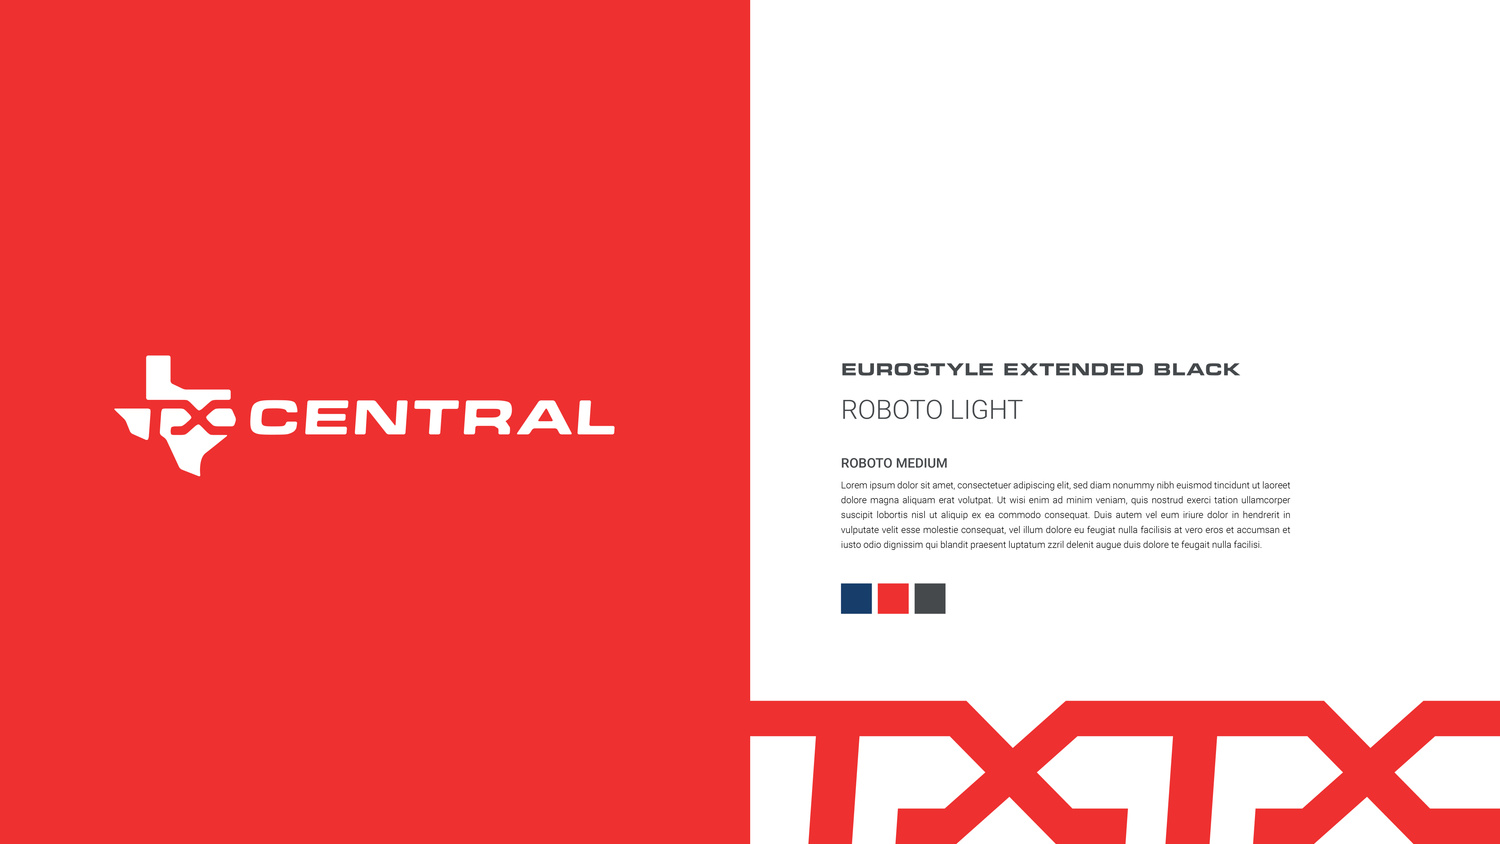 TX CENTRAL
EUROSTYLE EXTENDED BLACK
ROBOTO LIGHT
ROBOTO MEDIUM
Lorem ipsum dolor sit amet, consectetuer adipiscing elit, sed diam nonummy nibh euismod tincidunt ut laoreet
dolore magna aliquam erat volutpat. Ut wisi enim ad minim veniam, quis nostrud exerci tation ullamcorper
suscipit lobortis nisl ut aliquip ex ea commodo consequat. Duis autem vel eum iriure dolor in hendrerit in
vulputate velit esse molestie consequat, vel illum dolore eu feugiat nulla facilisis at vero eros et accumsan et
iusto odio dignissim qui blandit praesent luptatum zzril delenit augue duis dolore te feugait nulla facilisi.
TXTX